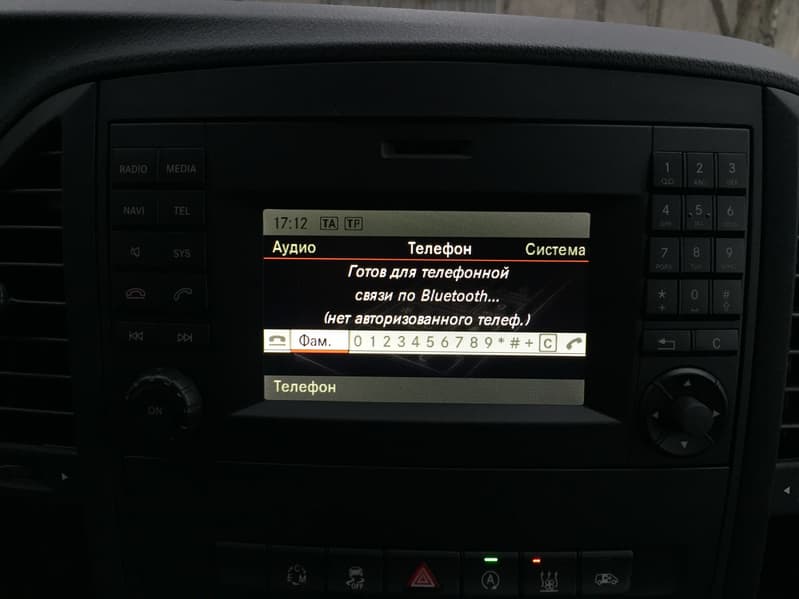 RADIO MEDIA
NAVI TEL
SYS
ON
17:12 TA TP
Аудио Телефон Система
Готов для телефонной
связи по Bluetooth...
(нет авторизованного телеф.)
Фам. 0 1 2 3 4 5 6 7 8 9 * # + C
Телефон
1 2 3
4 5 6
7 8 9
* 0 #
C
C E M
OFF
A